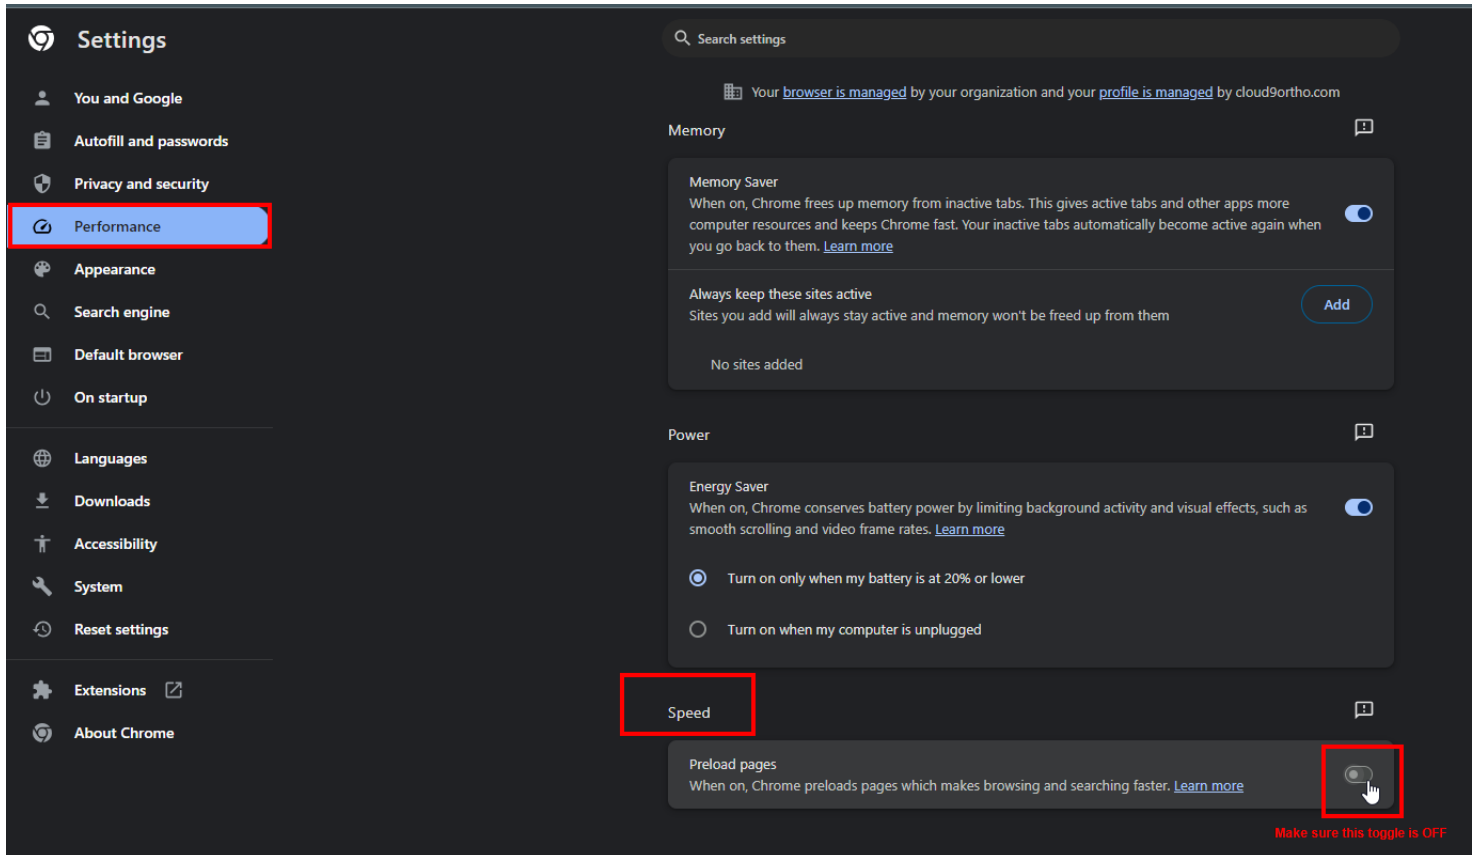 Settings
Search settings
You and Google
Autofill and passwords
Privacy and security
Performance
Appearance
Search engine
Default browser
On startup
Languages
Downloads
Accessibility
System
Reset settings
Extensions
About Chrome
Your browser is managed by your organization and your profile is managed by cloud9ortho.com
Memory
Memory Saver
When on, Chrome frees up memory from inactive tabs. This gives active tabs and other apps more
computer resources and keeps Chrome fast. Your inactive tabs automatically become active again when
you go back to them. Learn more
Always keep these sites active
Sites you add will always stay active and memory won't be freed up from them
Add
No sites added
Power
Energy Saver
When on, Chrome conserves battery power by limiting background activity and visual effects, such as
smooth scrolling and video frame rates. Learn more
Turn on only when my battery is at 20% or lower
Turn on when my computer is unplugged
Speed
Preload pages
When on, Chrome preloads pages which makes browsing and searching faster. Learn more
Make sure this toggle is OFF